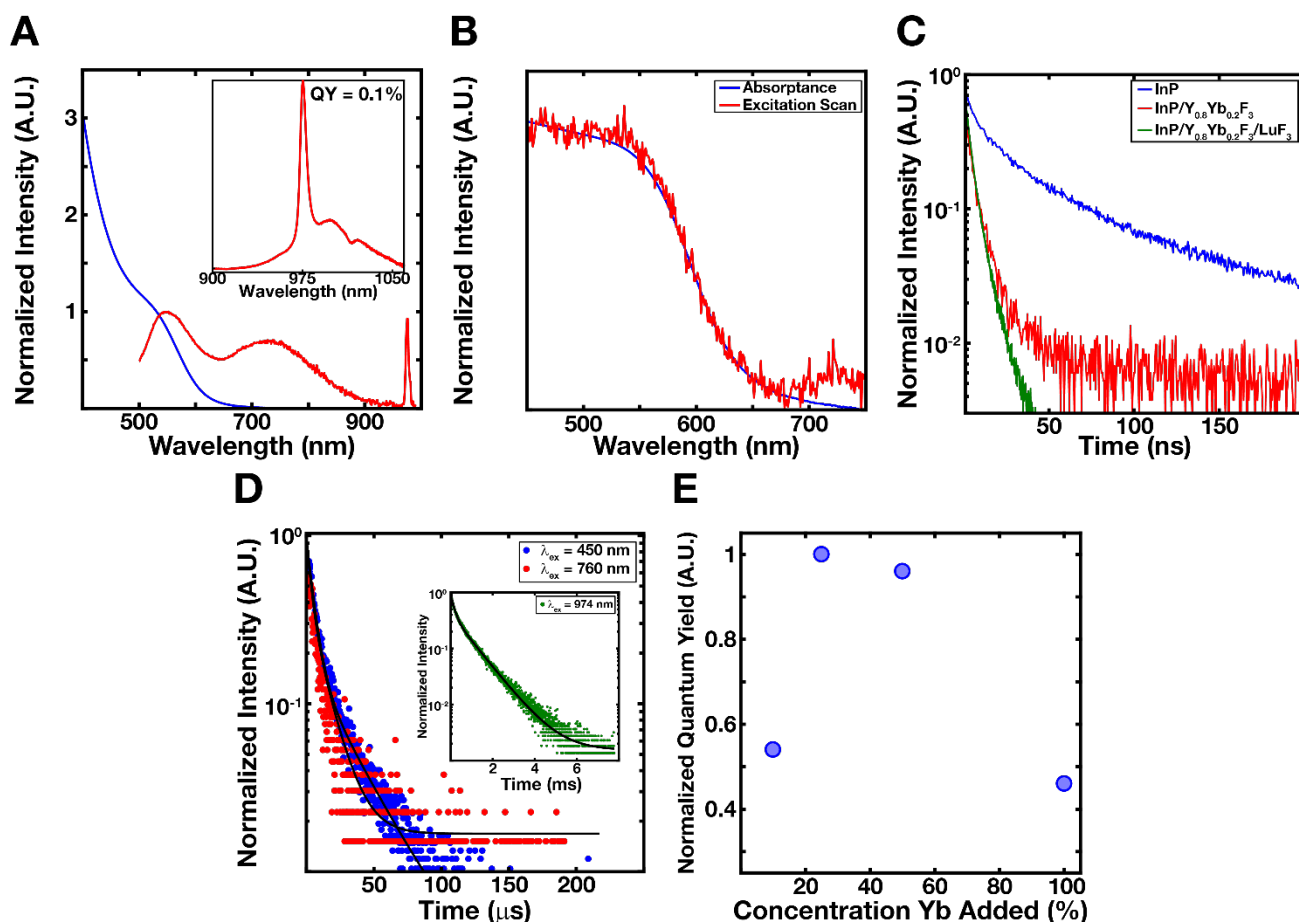 A
Normalized Intensity (A.U.)
3
2
1
500
700
900
Wavelength (nm)
QY = 0.1%
900
975
1050
Wavelength (nm)
B
Normalized Intensity (A.U.)
Absorptance
Excitation Scan
500
600
700
Wavelength (nm)
C
Normalized Intensity (A.U.)
10⁰
10⁻¹
10⁻²
InP
InP/Y₀.₈Yb₀.₂F₃
InP/Y₀.₈Yb₀.₂F₃/LuF₃
50
100
150
Time (ns)
D
Normalized Intensity (A.U.)
10⁰
10⁻¹
λex = 450 nm
λex = 760 nm
Normalized Intensity
10⁰
10⁻¹
10⁻²
λex = 974 nm
2
4
6
Time (ms)
50
100
150
200
Time (μs)
E
Normalized Quantum Yield (A.U.)
1
0.8
0.6
0.4
20
40
60
80
100
Concentration Yb Added (%)